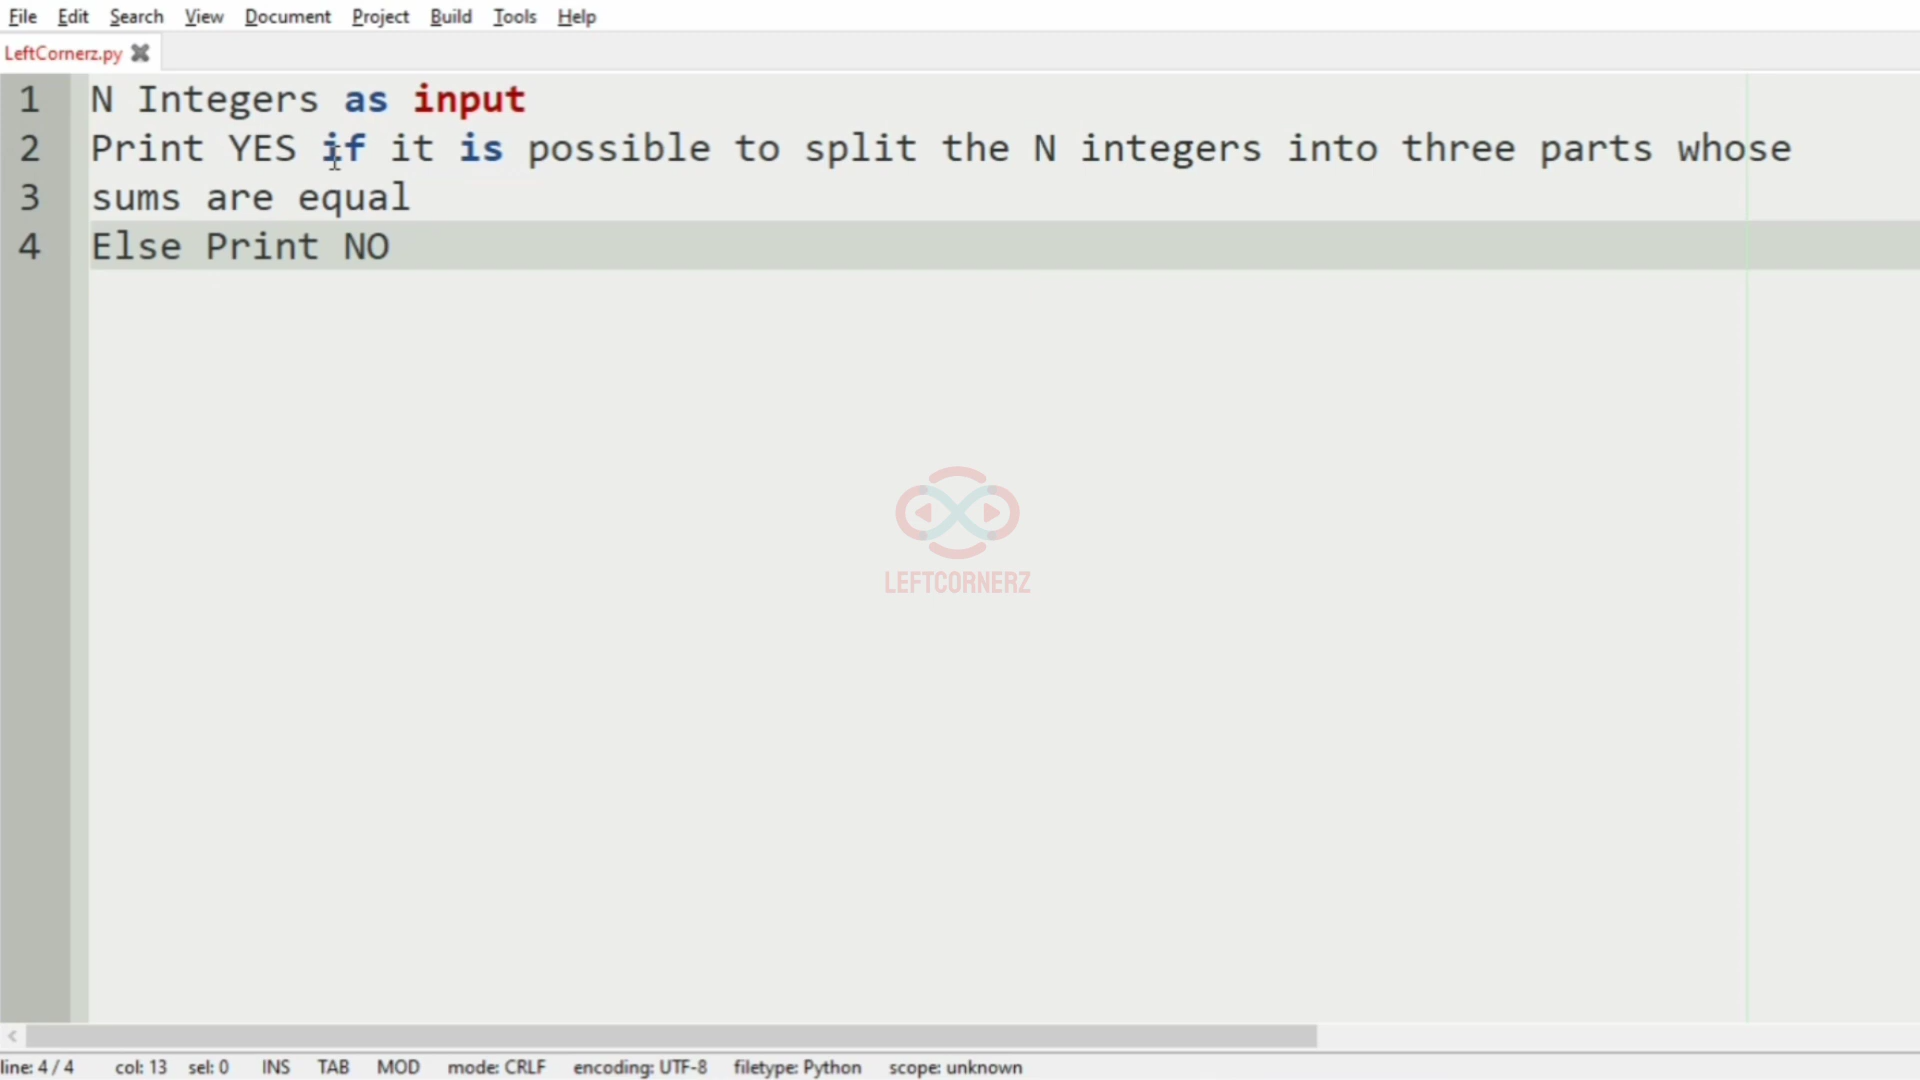 File Edit Search View Document Project Build Tools Help
LeftCornerz.py
1 N Integers as input
2 Print YES if it is possible to split the N integers into three parts whose
3 sums are equal
4 Else Print NO
LEFTCORNERZ
line: 4 / 4 col: 13 sel: 0 INS TAB MOD mode: CRLF encoding: UTF-8 filetype: Python scope: unknown